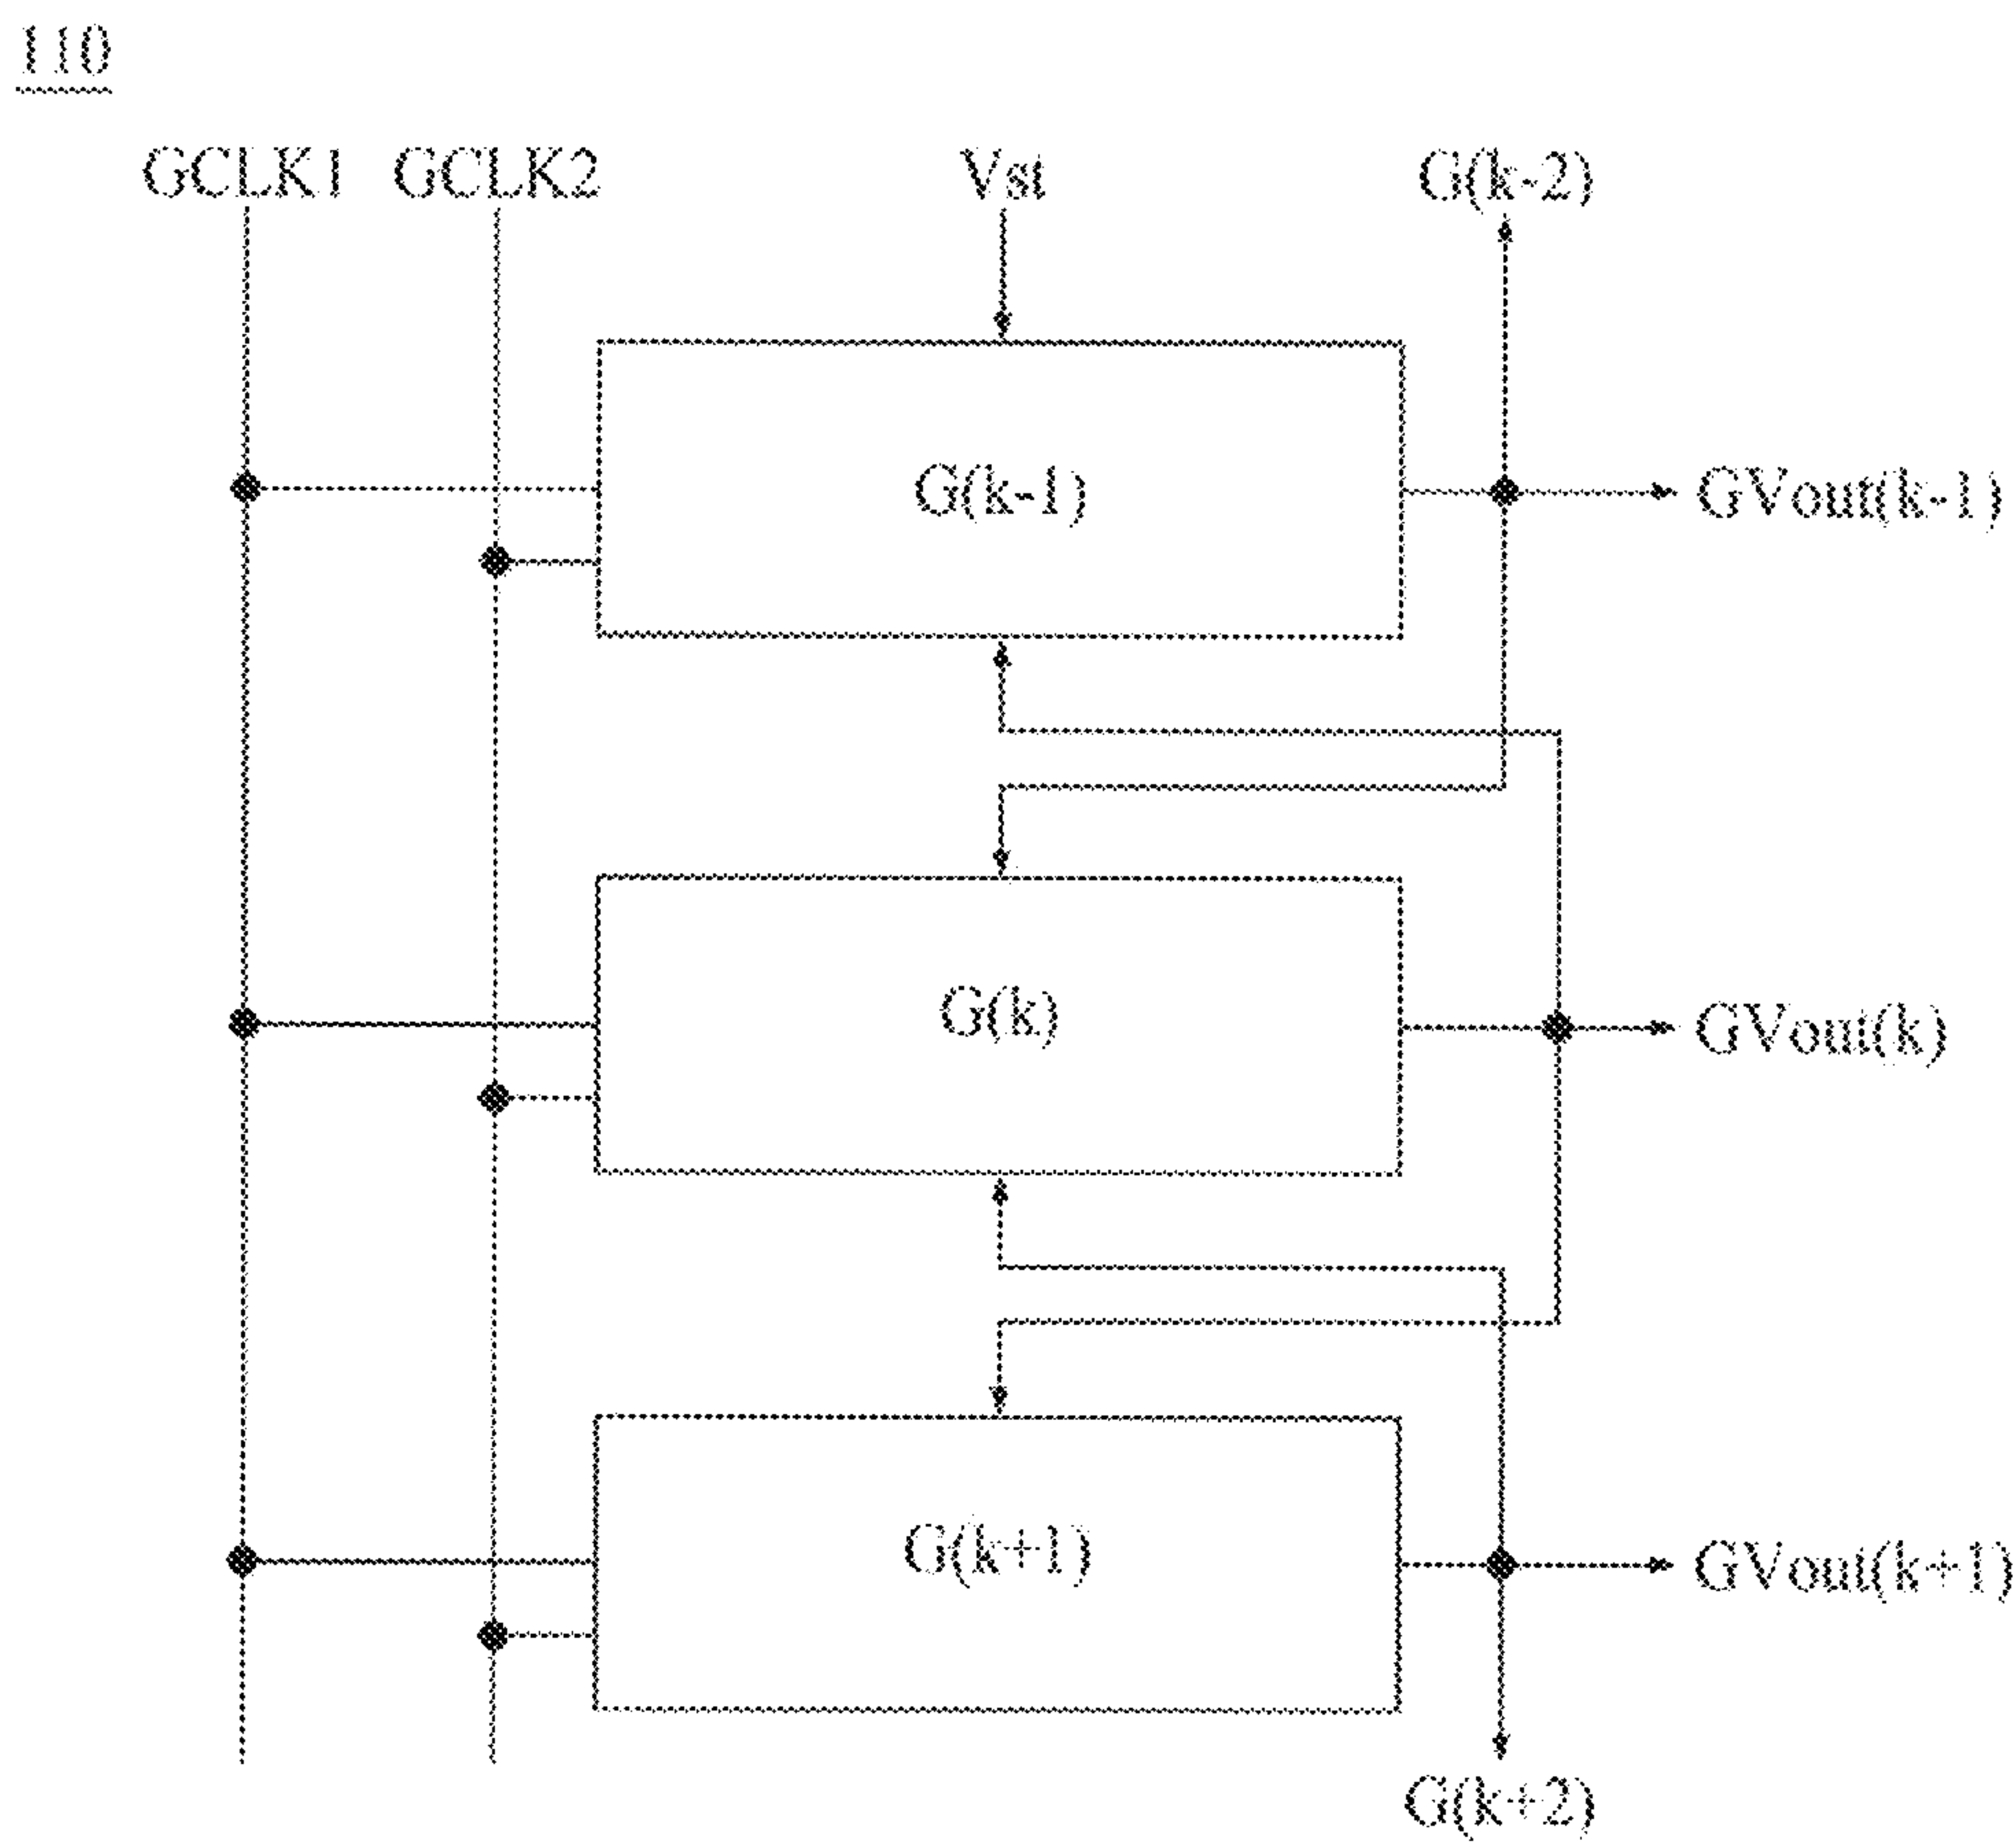 110
GCLK1 GCLK2 Vst G(k-2)
G(k-1) GVout(k-1)
G(k) GVout(k)
G(k+1) GVout(k+1)
G(k+2)